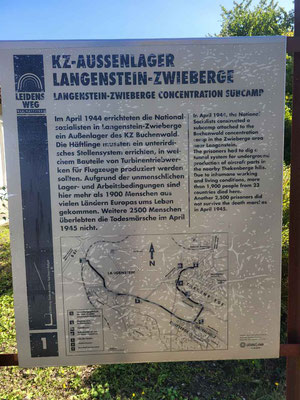 KZ-AUSSENLAGER
LANGENSTEIN-ZWIEBERGE
LANGENSTEIN-ZWIEBERGE CONCENTRATION SUBCAMP
LEIDENS
WEG
Im April 1944 errichteten die National-
sozialisten in Langenstein-Zwieberge
ein Außenlager des KZ Buchenwald.
Die Häftlinge mussten ein unterirdi-
sches Stollensystem errichten, in wel-
chem Bauteile von Turbinentriebwer-
ken für Flugzeuge produziert werden
sollten. Aufgrund der unmenschlichen
Lager- und Arbeitsbedingungen sind
hier mehr als 1900 Menschen aus
vielen Ländern Europas ums Leben
gekommen. Weitere 2500 Menschen
überlebten die Todesmärsche im April
1945 nicht.
In April 1944, the National
Socialists constructed a
subcamp attached to the
Buchenwald concentration
camp in the Zwieberge area
near Langenstein.
The prisoners had to dig a
tunnel system for underground
production of aircraft parts in
the nearby Thekenberge hills.
Due to inhumane working
and living conditions, more
than 1,900 people from 23
countries died here.
Another 2,500 prisoners did
not survive the death marches
in April 1945.
N
LANGENSTEIN
1